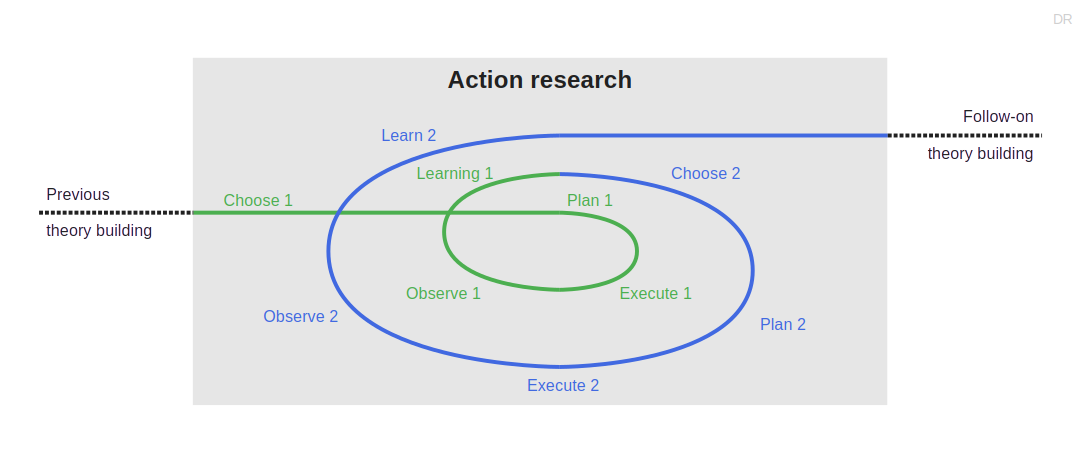 DR
Action research
Follow-on
theory building
Learn 2
Learning 1
Choose 2
Previous
theory building
Choose 1
Plan 1
Observe 1
Execute 1
Observe 2
Plan 2
Execute 2